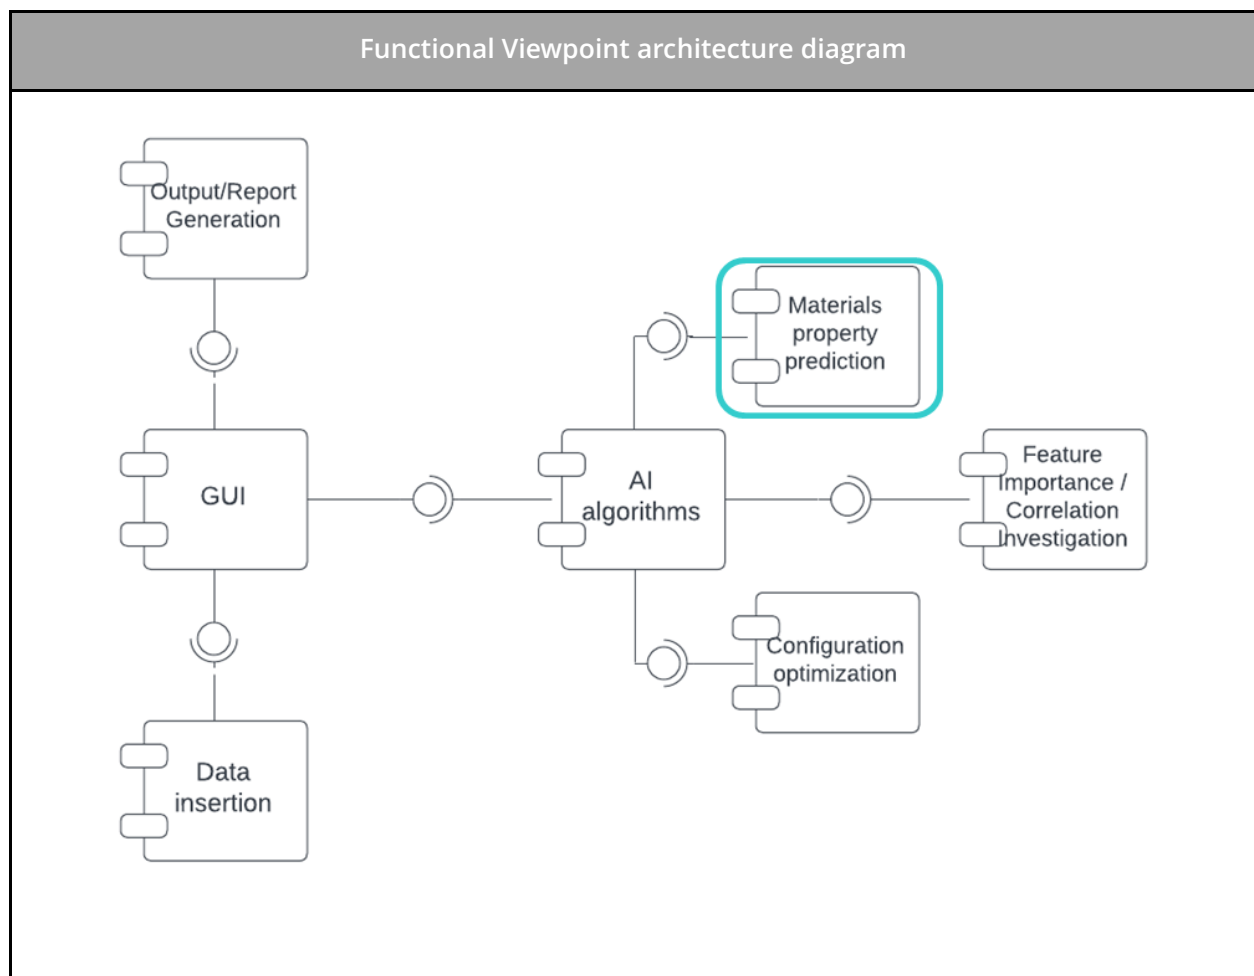 Functional Viewpoint architecture diagram
Output/Report
Generation
Materials
property
prediction
GUI
AI
algorithms
Feature
Importance /
Correlation
Investigation
Configuration
optimization
Data
insertion